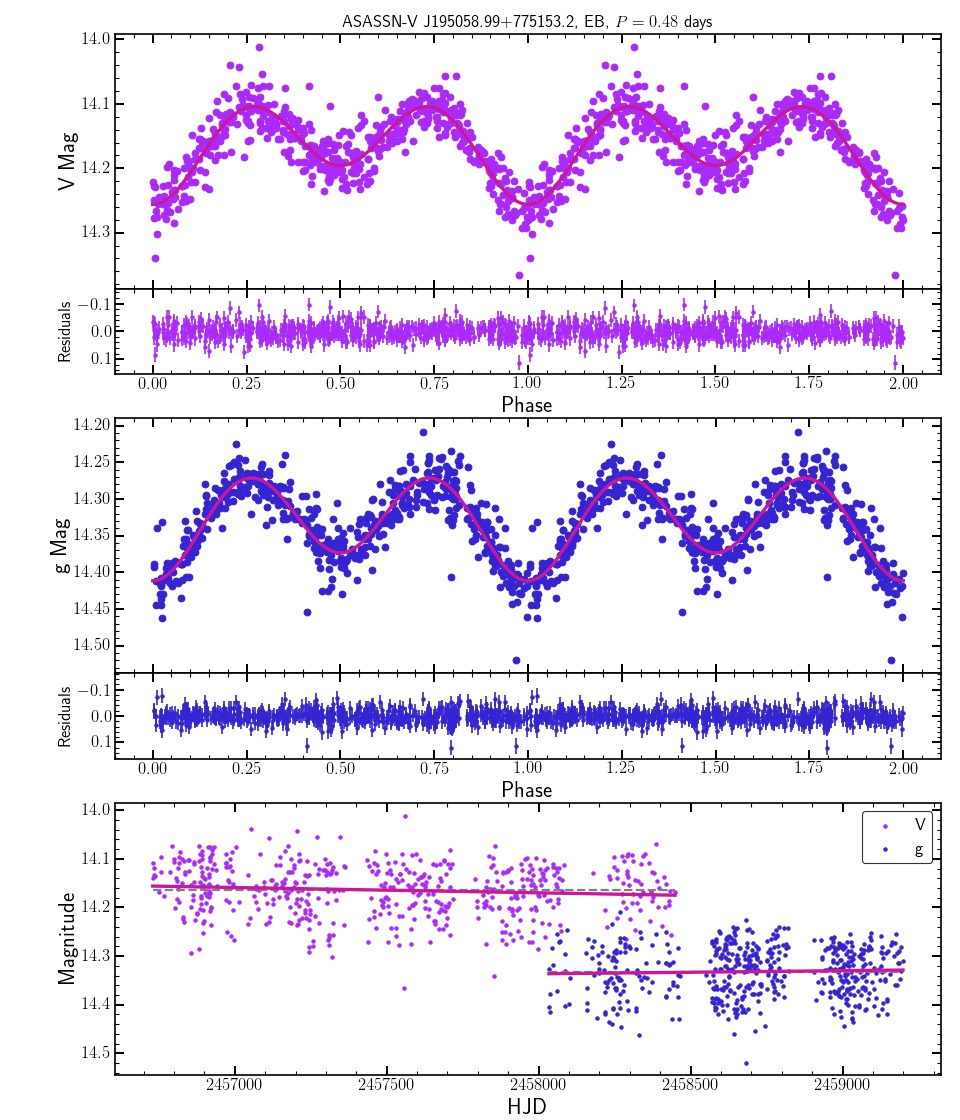 ASASSN-V J195058.99+775153.2, EB, P = 0.48 days
14.0
14.1
14.2
14.3
V Mag
−0.1
0.0
0.1
Residuals
0.00 0.25 0.50 0.75 1.00 1.25 1.50 1.75 2.00
Phase
14.20
14.25
14.30
14.35
14.40
14.45
14.50
g Mag
−0.1
0.0
0.1
Residuals
0.00 0.25 0.50 0.75 1.00 1.25 1.50 1.75 2.00
Phase
14.0
14.1
14.2
14.3
14.4
14.5
Magnitude
V
g
2457000 2457500 2458000 2458500 2459000
HJD